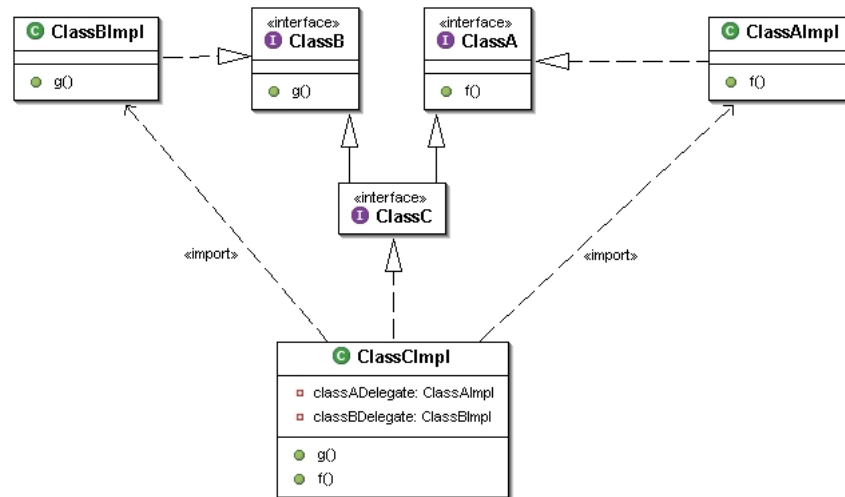 C ClassBImpl
g()
«interface»
I ClassB
g()
«interface»
I ClassA
f()
C ClassAImpl
f()
«interface»
I ClassC
«import»
«import»
C ClassCImpl
classADelegate: ClassAImpl
classBDelegate: ClassBImpl
g()
f()